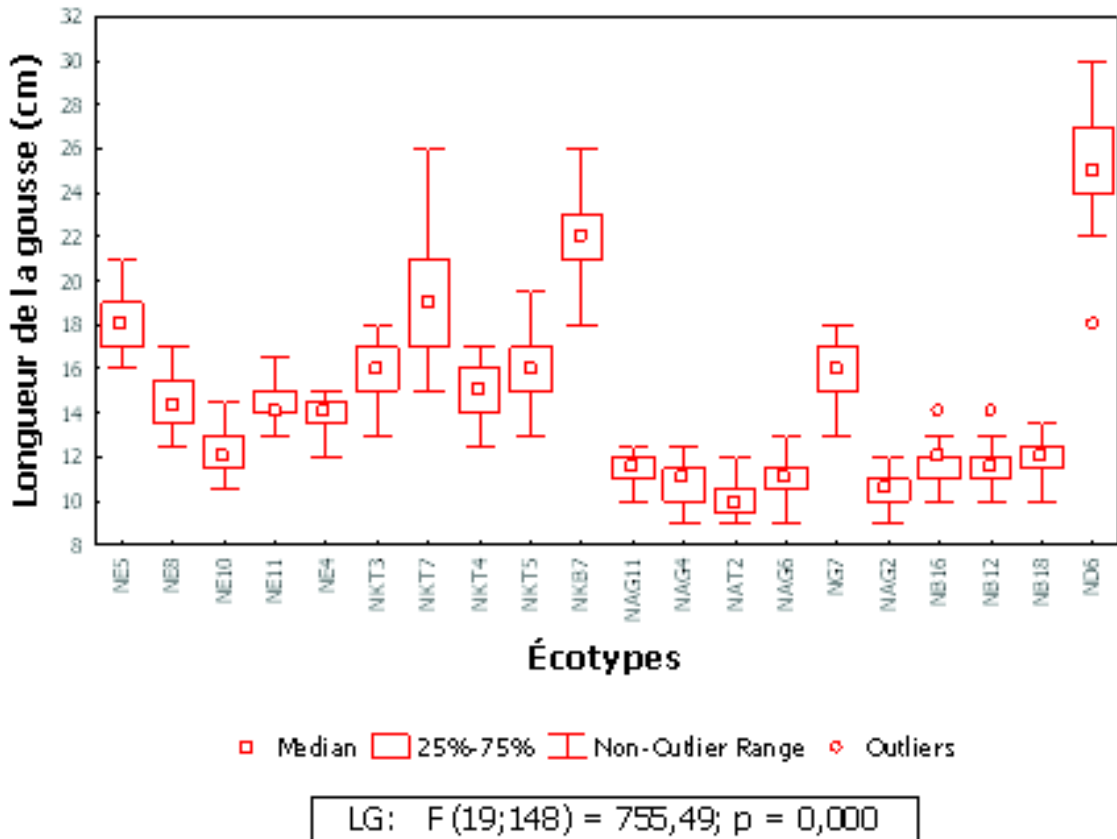 Longueur de la gousse (cm)
32
30
28
26
24
22
20
18
16
14
12
10
8
NE5
NE8
NE10
NE11
NE4
NKT3
NKT7
NKT4
NKT5
NKB7
NAG11
NAG4
NAT2
NAG6
NG7
NAG2
NB16
NB12
NB18
ND6
Écotypes
Median 25%-75% Non-Outlier Range Outliers
LG: F(19;148) = 755,49; p = 0,000